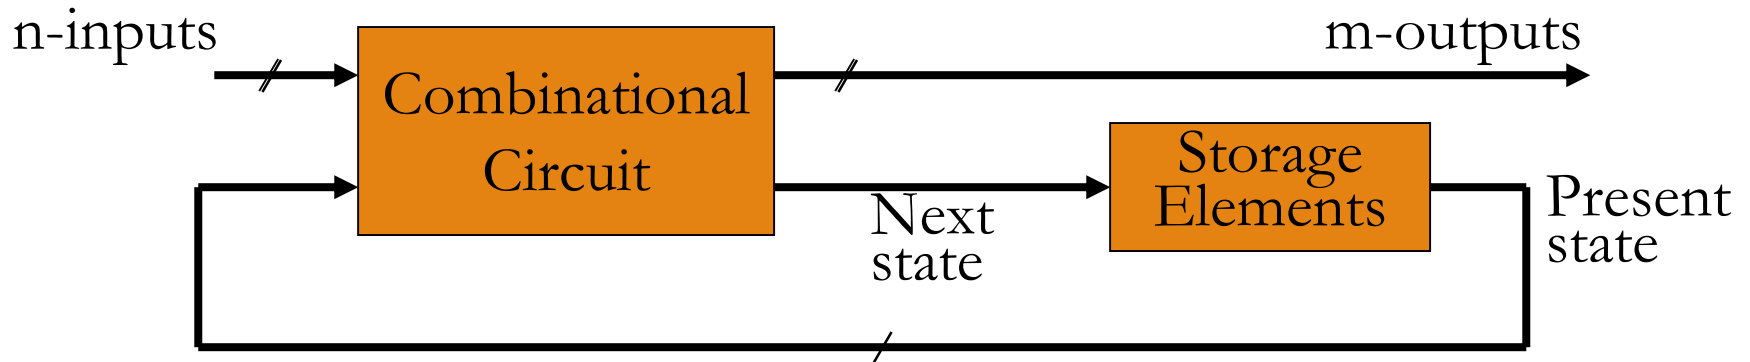 n-inputs
m-outputs
Combinational
Circuit
Storage
Elements
Next
state
Present
state